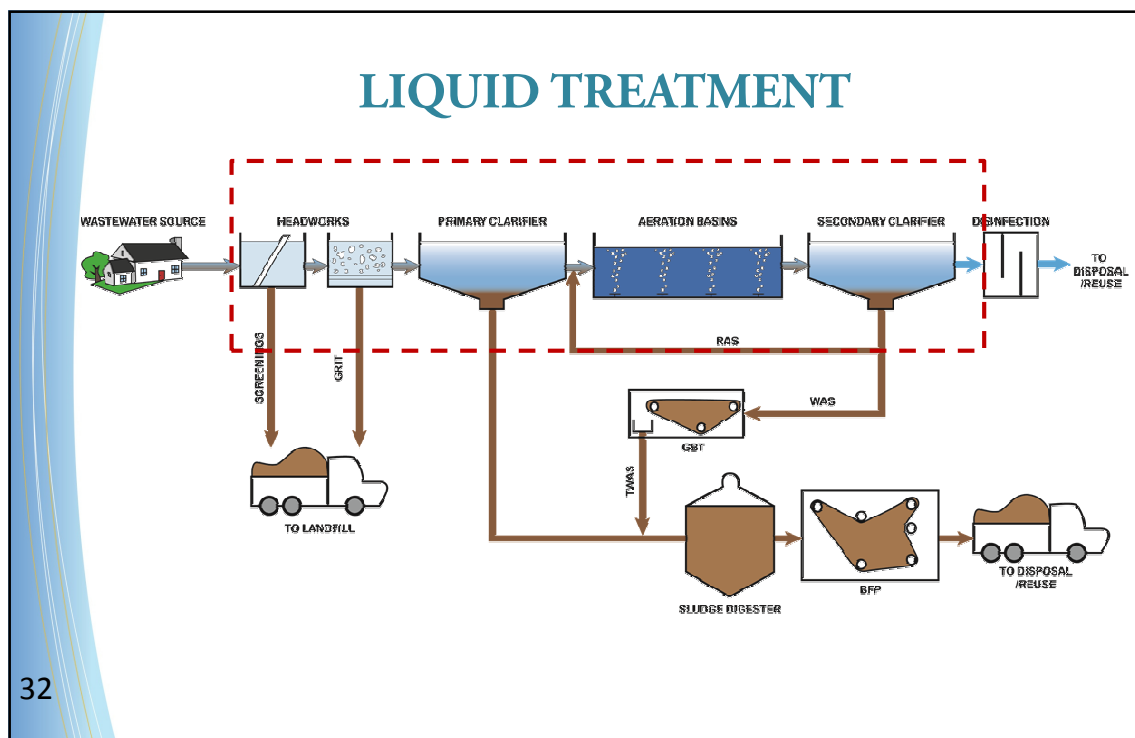 LIQUID TREATMENT
WASTEWATER SOURCE
HEADWORKS
PRIMARY CLARIFIER
AERATION BASINS
SECONDARY CLARIFIER
DISINFECTION
TO
DISPOSAL
/REUSE
SCREENINGS
GRIT
RAS
WAS
GBT
TWAS
TO LANDFILL
SLUDGE DIGESTER
BFP
TO DISPOSAL
/REUSE
32